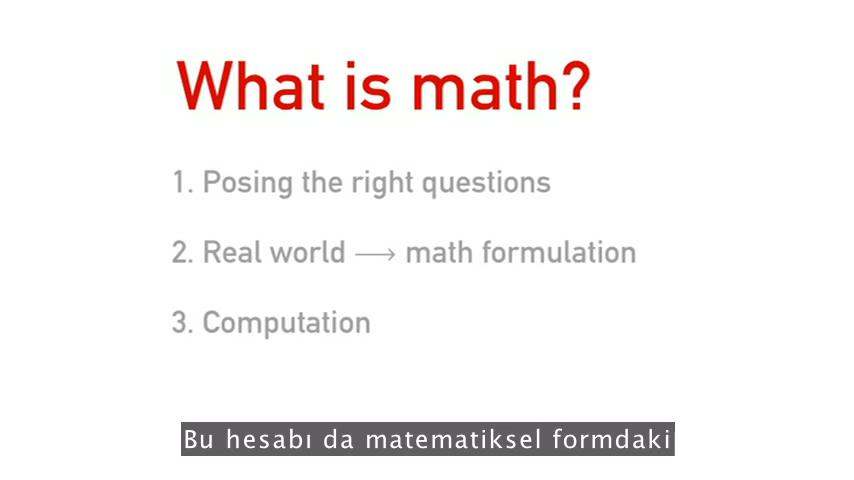 What is math?
1. Posing the right questions
2. Real world ⟶ math formulation
3. Computation
Bu hesabı da matematiksel formdaki